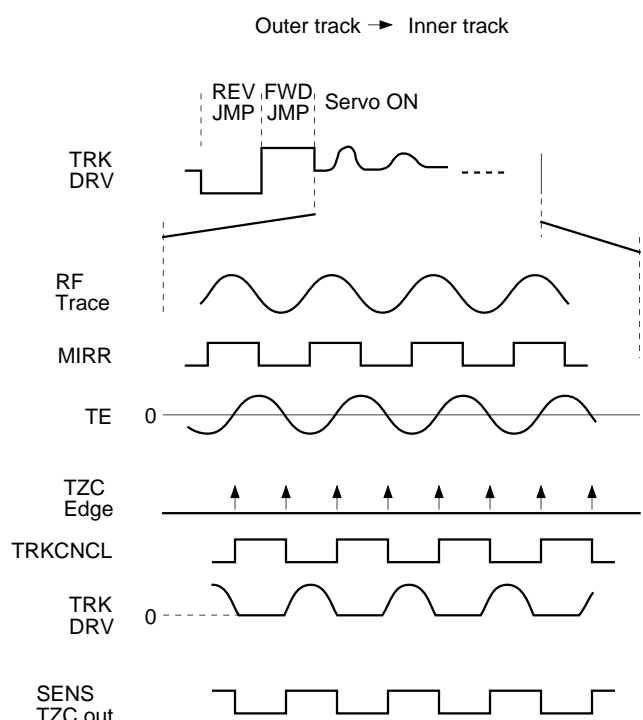 Outer track → Inner track
REV JMP
FWD JMP
Servo ON
TRK DRV
RF Trace
MIRR
TE
0
TZC Edge
TRKCNCL
TRK DRV
0
SENS
TZC out